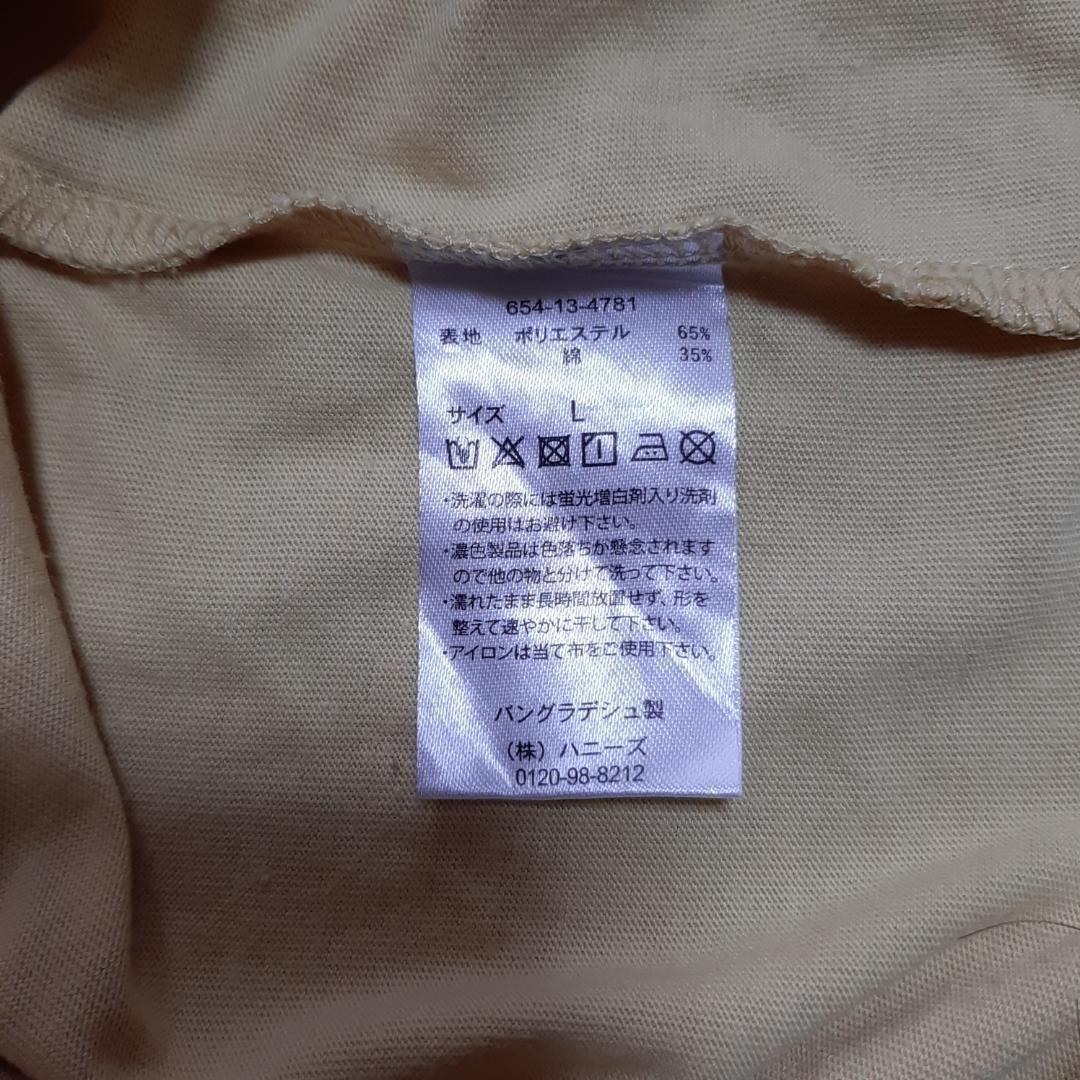 654-13-4781
表地 ポリエステル 65%
綿 35%
サイズ L
・洗濯の際には蛍光増白剤入り洗剤
の使用はお避け下さい。
・濃色製品は色落ちが懸念されます
ので他の物と分けて洗って下さい。
・濡れたまま長時間放置せず、形を
整えて速やかに干して下さい。
・アイロンは当て布をご使用下さい。
バングラデシュ製
(株) ハニーズ
0120-98-8212